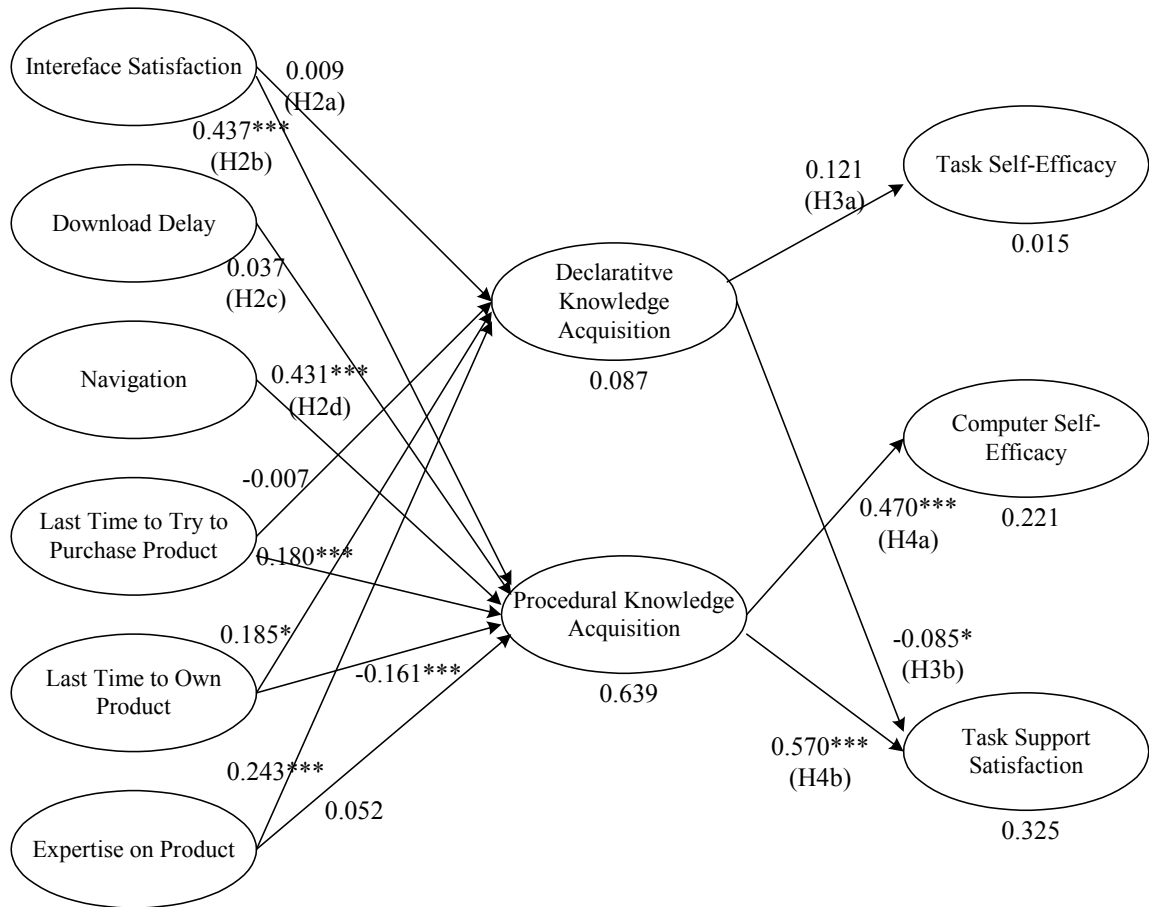 Intereface Satisfaction
0.009
(H2a)
0.437***
(H2b)
Task Self-Efficacy
0.121
(H3a)
0.015
Download Delay
0.037
(H2c)
Declaratitve
Knowledge
Acquisition
0.087
Navigation
0.431***
(H2d)
Computer Self-
Efficacy
0.470***
(H4a)
0.221
-0.007
Last Time to Try to
Purchase Product
0.180***
Procedural Knowledge
Acquisition
0.639
0.185*
-0.161***
Last Time to Own
Product
-0.085*
(H3b)
0.570***
(H4b)
Task Support
Satisfaction
0.325
0.243***
0.052
Expertise on Product